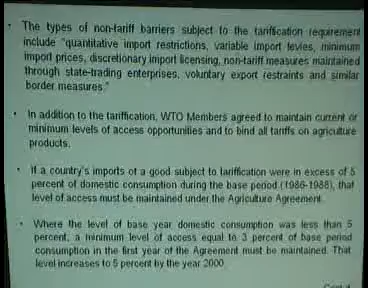 • The types of non-tariff barriers subject to the tariffication requirement
include "quantitative import restrictions, variable import levies, minimum
import prices, discretionary import licensing, non-tariff measures maintained
through state-trading enterprises, voluntary export restraints and similar
border measures."
• In addition to the tariffication, WTO Members agreed to maintain current or
minimum levels of access opportunities and to bind all tariffs on agriculture
products.
• If a country's imports of a good subject to tariffication were in excess of 5
percent of domestic consumption during the base period (1986-1988), that
level of access must be maintained under the Agriculture Agreement.
• Where the level of base year domestic consumption was less than 5
percent, a minimum level of access equal to 3 percent of base period
consumption in the first year of the Agreement must be maintained. That
level increases to 5 percent by the year 2000.